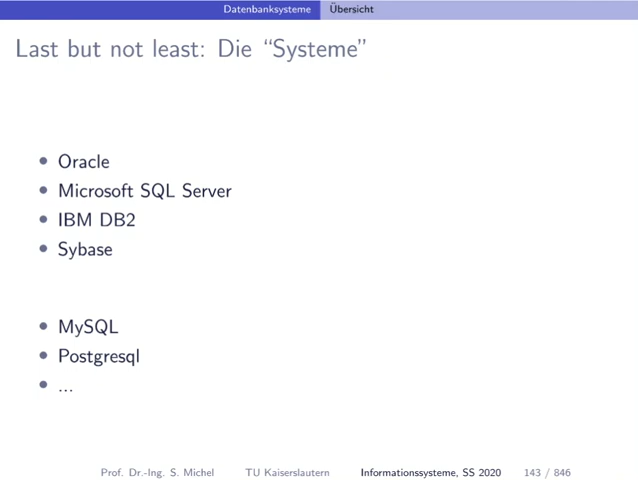 Datenbanksysteme Übersicht
Last but not least: Die “Systeme”
• Oracle
• Microsoft SQL Server
• IBM DB2
• Sybase
• MySQL
• Postgresql
• ...
Prof. Dr.-Ing. S. Michel TU Kaiserslautern Informationssysteme, SS 2020 143 / 846